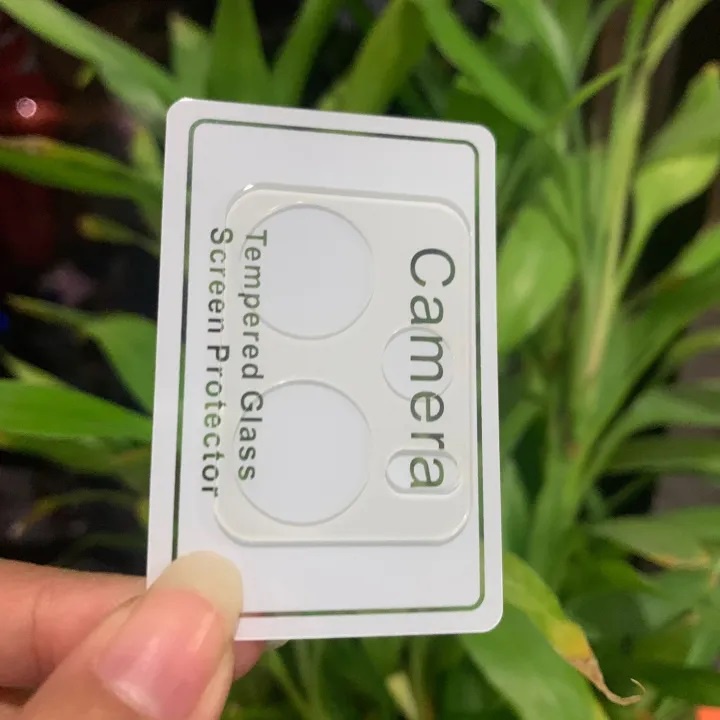 Camera
Tempered Glass
Screen Protector